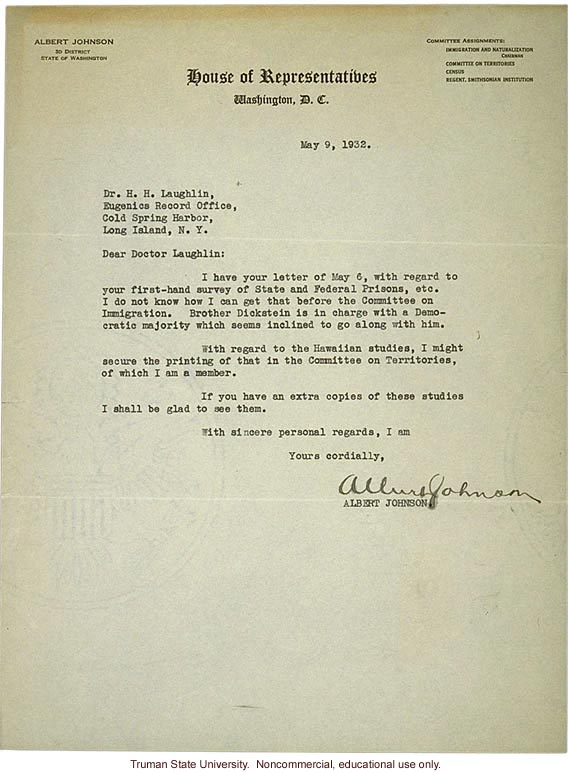 ALBERT JOHNSON
3D DISTRICT
STATE OF WASHINGTON
COMMITTEE ASSIGNMENTS:
IMMIGRATION AND NATURALIZATION
CHAIRMAN
COMMITTEE ON TERRITORIES
CENSUS
REGENT, SMITHSONIAN INSTITUTION
House of Representatives
Washington, D. C.
May 9, 1932.
Dr. H. H. Laughlin,
Eugenics Record Office,
Cold Spring Harbor,
Long Island, N. Y.
Dear Doctor Laughlin:
I have your letter of May 6, with regard to
your first-hand survey of State and Federal Prisons, etc.
I do not know how I can get that before the Committee on
Immigration. Brother Dickstein is in charge with a Demo-
cratic majority which seems inclined to go along with him.
With regard to the Hawaiian studies, I might
secure the printing of that in the Committee on Territories,
of which I am a member.
If you have an extra copies of these studies
I shall be glad to see them.
With sincere personal regards, I am
Yours cordially,
Albert Johnson
ALBERT JOHNSON.
Truman State University. Noncommercial, educational use only.